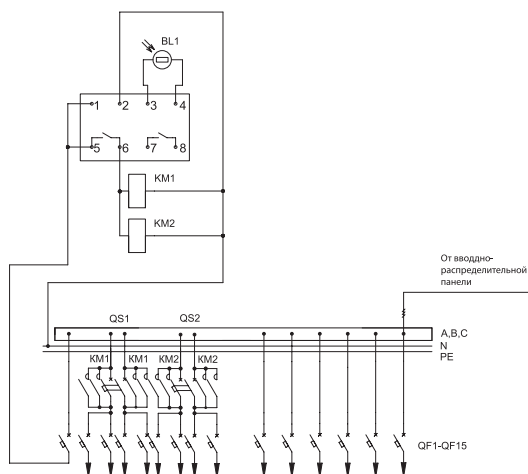 BL1
1 2 3 4
5 6 7 8
KM1
KM2
От вводдно-
распределительной
панели
QS1 QS2
A,B,C
N
PE
KM1 KM1 KM2 KM2
QF1-QF15